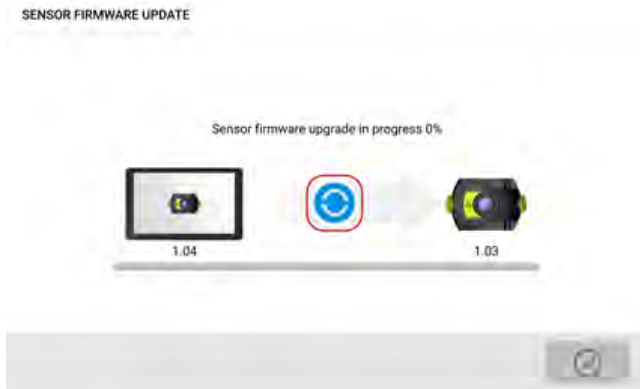 SENSOR FIRMWARE UPDATE
Sensor firmware upgrade in progress 0%
1.04
1.03